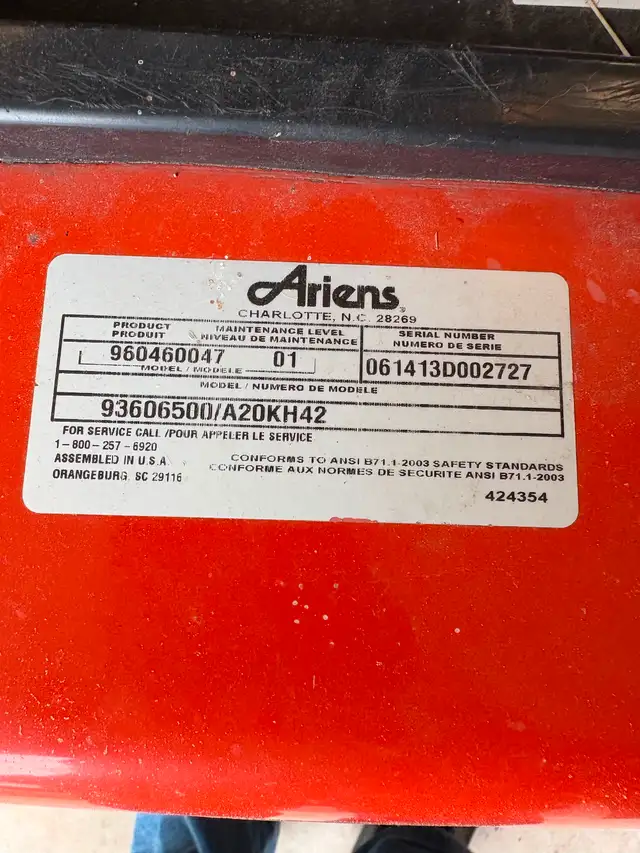 Ariens
CHARLOTTE, N.C. 28269
PRODUCT
PRODUIT
MAINTENANCE LEVEL
NIVEAU DE MAINTENANCE
SERIAL NUMBER
NUMERO DE SERIE
960460047 01
061413D002727
MODEL / MODELE
MODEL / NUMERO DE MODELE
93606500/A20KH42
FOR SERVICE CALL /POUR APPELER LE SERVICE
1-800-257-6920
ASSEMBLED IN U.S.A.
ORANGEBURG, SC 29116
CONFORMS TO ANSI B71.1-2003 SAFETY STANDARDS
CONFORME AUX NORMES DE SECURITE ANSI B71.1-2003
424354